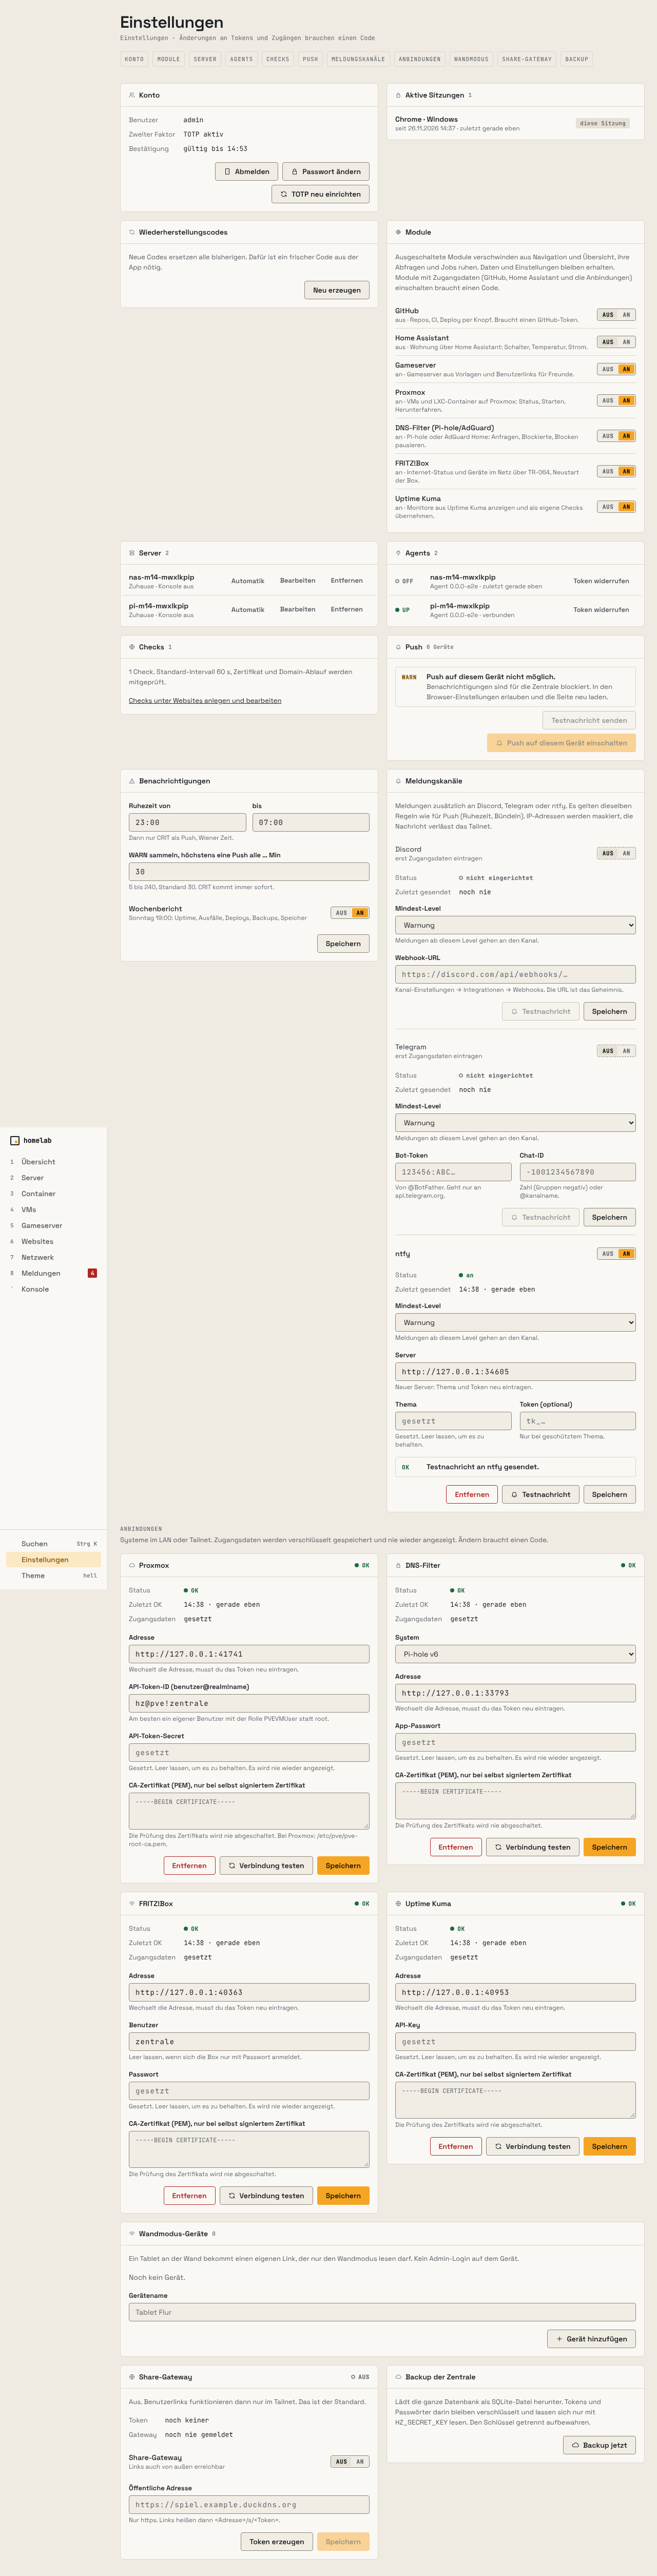 Einstellungen
Einstellungen · Änderungen an Tokens und Zugängen brauchen einen Code
KONTO
MODULE
SERVER
AGENTS
CHECKS
PUSH
MELDUNGSKANÄLE
ANBINDUNGEN
WANDMODUS
SHARE-GATEWAY
BACKUP
Konto
Benutzer admin
Zweiter Faktor TOTP aktiv
Bestätigung gültig bis 14:53
Abmelden
Passwort ändern
TOTP neu einrichten
Aktive Sitzungen 1
Chrome · Windows
seit 26.11.2026 14:37 · zuletzt gerade eben
diese Sitzung
Wiederherstellungscodes
Neue Codes ersetzen alle bisherigen. Dafür ist ein frischer Code aus der
App nötig.
Neu erzeugen
Module
Ausgeschaltete Module verschwinden aus Navigation und Übersicht, ihre
Abfragen und Jobs ruhen. Daten und Einstellungen bleiben erhalten.
Module mit Zugangsdaten (GitHub, Home Assistant und die Anbindungen)
einschalten braucht einen Code.
GitHub
aus · Repos, CI, Deploy per Knopf. Braucht einen GitHub-Token.
AUS AN
Home Assistant
aus · Wohnung über Home Assistant: Schalter, Temperatur, Strom.
AUS AN
Gameserver
an · Gameserver aus Vorlagen und Benutzerlinks für Freunde.
AUS AN
Proxmox
an · VMs und LXC-Container auf Proxmox: Status, Starten,
Herunterfahren.
AUS AN
DNS-Filter (Pi-hole/AdGuard)
an · Pi-hole oder AdGuard Home: Anfragen, Blockierte, Blocken
pausieren.
AUS AN
FRITZ!Box
an · Internet-Status und Geräte im Netz über TR-064, Neustart
der Box.
AUS AN
Uptime Kuma
an · Monitore aus Uptime Kuma anzeigen und als eigene Checks
übernehmen.
AUS AN
Server 2
nas-m14-mwxlkpip
Zuhause · Konsole aus
Automatik Bearbeiten Entfernen
pi-m14-mwxlkpip
Zuhause · Konsole aus
Automatik Bearbeiten Entfernen
Agents 2
OFF
nas-m14-mwxlkpip
Agent 0.0.0-e2e · zuletzt gerade eben
Token widerrufen
UP
pi-m14-mwxlkpip
Agent 0.0.0-e2e · verbunden
Token widerrufen
Checks 1
1 Check. Standard-Intervall 60 s, Zertifikat und Domain-Ablauf werden
mitgeprüft.
Checks unter Websites anlegen und bearbeiten
Push 0 Geräte
WARN
Push auf diesem Gerät nicht möglich.
Benachrichtigungen sind für die Zentrale blockiert. In den
Browser-Einstellungen erlauben und die Seite neu laden.
Testnachricht senden
Push auf diesem Gerät einschalten
Benachrichtigungen
Ruhezeit von
bis
23:00
07:00
Dann nur CRIT als Push, Wiener Zeit.
WARN sammeln, höchstens eine Push alle … Min
30
5 bis 240, Standard 30. CRIT kommt immer sofort.
Wochenbericht
Sonntag 19:00: Uptime, Ausfälle, Deploys, Backups, Speicher
AUS AN
Speichern
Meldungskanäle
Meldungen zusätzlich an Discord, Telegram oder ntfy. Es gelten dieselben
Regeln wie für Push (Ruhezeit, Bündeln). IP-Adressen werden maskiert, die
Nachricht verlässt das Tailnet.
Discord
erst Zugangsdaten eintragen
AUS AN
Status nicht eingerichtet
Zuletzt gesendet noch nie
Mindest-Level
Warnung
Meldungen ab diesem Level gehen an den Kanal.
Webhook-URL
https://discord.com/api/webhooks/…
Kanal-Einstellungen → Integrationen → Webhooks. Die URL ist das Geheimnis.
Testnachricht
Speichern
Telegram
erst Zugangsdaten eintragen
AUS AN
Status nicht eingerichtet
Zuletzt gesendet noch nie
Mindest-Level
Warnung
Meldungen ab diesem Level gehen an den Kanal.
Bot-Token
Chat-ID
123456:ABC…
-1001234567890
Von @BotFather. Geht nur an
api.telegram.org.
Zahl (Gruppen negativ) oder
@kanalname.
Testnachricht
Speichern
ntfy
AUS AN
Status an
Zuletzt gesendet 14:38 · gerade eben
Mindest-Level
Warnung
Meldungen ab diesem Level gehen an den Kanal.
Server
http://127.0.0.1:34605
Neuer Server: Thema und Token neu eintragen.
Thema
Token (optional)
gesetzt
tk_…
Gesetzt. Leer lassen, um es zu
behalten.
Nur bei geschütztem Thema.
OK
Testnachricht an ntfy gesendet.
Entfernen
Testnachricht
Speichern
homelab
1 Übersicht
2 Server
3 Container
4 VMs
5 Gameserver
6 Websites
7 Netzwerk
8 Meldungen 4
Konsole
Suchen Strg K
Einstellungen
Theme hell
ANBINDUNGEN
Systeme im LAN oder Tailnet. Zugangsdaten werden verschlüsselt gespeichert und nie wieder angezeigt. Ändern braucht einen Code.
Proxmox
OK
Status OK
Zuletzt OK 14:38 · gerade eben
Zugangsdaten gesetzt
Adresse
http://127.0.0.1:41741
Wechselt die Adresse, musst du das Token neu eintragen.
API-Token-ID (benutzer@realm!name)
hz@pve!zentrale
Am besten ein eigener Benutzer mit der Rolle PVEVMUser statt root.
API-Token-Secret
gesetzt
Gesetzt. Leer lassen, um es zu behalten. Es wird nie wieder angezeigt.
CA-Zertifikat (PEM), nur bei selbst signiertem Zertifikat
-----BEGIN CERTIFICATE-----
Die Prüfung des Zertifikats wird nie abgeschaltet. Bei Proxmox: /etc/pve/pve-
root-ca.pem.
Entfernen
Verbindung testen
Speichern
DNS-Filter
OK
Status OK
Zuletzt OK 14:38 · gerade eben
Zugangsdaten gesetzt
System
Pi-hole v6
Adresse
http://127.0.0.1:33793
Wechselt die Adresse, musst du das Token neu eintragen.
App-Passwort
gesetzt
Gesetzt. Leer lassen, um es zu behalten. Es wird nie wieder angezeigt.
CA-Zertifikat (PEM), nur bei selbst signiertem Zertifikat
-----BEGIN CERTIFICATE-----
Die Prüfung des Zertifikats wird nie abgeschaltet.
Entfernen
Verbindung testen
Speichern
FRITZ!Box
OK
Status OK
Zuletzt OK 14:38 · gerade eben
Zugangsdaten gesetzt
Adresse
http://127.0.0.1:40363
Wechselt die Adresse, musst du das Token neu eintragen.
Benutzer
zentrale
Leer lassen, wenn sich die Box nur mit Passwort anmeldet.
Passwort
gesetzt
Gesetzt. Leer lassen, um es zu behalten. Es wird nie wieder angezeigt.
CA-Zertifikat (PEM), nur bei selbst signiertem Zertifikat
-----BEGIN CERTIFICATE-----
Die Prüfung des Zertifikats wird nie abgeschaltet.
Entfernen
Verbindung testen
Speichern
Uptime Kuma
OK
Status OK
Zuletzt OK 14:38 · gerade eben
Zugangsdaten gesetzt
Adresse
http://127.0.0.1:40953
Wechselt die Adresse, musst du das Token neu eintragen.
API-Key
gesetzt
Gesetzt. Leer lassen, um es zu behalten. Es wird nie wieder angezeigt.
CA-Zertifikat (PEM), nur bei selbst signiertem Zertifikat
-----BEGIN CERTIFICATE-----
Die Prüfung des Zertifikats wird nie abgeschaltet.
Entfernen
Verbindung testen
Speichern
Wandmodus-Geräte 0
Ein Tablet an der Wand bekommt einen eigenen Link, der nur den Wandmodus lesen darf. Kein Admin-Login auf dem Gerät.
Noch kein Gerät.
Gerätename
Tablet Flur
Gerät hinzufügen
Share-Gateway
AUS
Aus. Benutzerlinks funktionieren dann nur im Tailnet. Das ist der Standard.
Token noch keiner
Gateway noch nie gemeldet
Share-Gateway
Links auch von außen erreichbar
AUS AN
Öffentliche Adresse
https://spiel.example.duckdns.org
Nur https. Links heißen dann <Adresse>/s/<Token>.
Token erzeugen
Speichern
Backup der Zentrale
Lädt die ganze Datenbank als SQLite-Datei herunter. Tokens und
Passwörter darin bleiben verschlüsselt und lassen sich nur mit
HZ_SECRET_KEY lesen. Den Schlüssel getrennt aufbewahren.
Backup jetzt